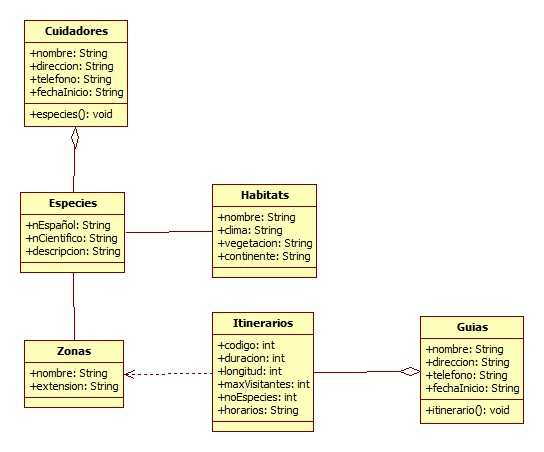 Cuidadores
+nombre: String
+direccion: String
+telefono: String
+fechaInicio: String
+especies(): void
Especies
+nEspañol: String
+nCientifico: String
+descripcion: String
Habitats
+nombre: String
+clima: String
+vegetacion: String
+continente: String
Zonas
+nombre: String
+extension: String
Itinerarios
+codigo: int
+duracion: int
+longitud: int
+maxVisitantes: int
+noEspecies: int
+horarios: String
Guias
+nombre: String
+direccion: String
+telefono: String
+fechaInicio: String
+itinerario(): void